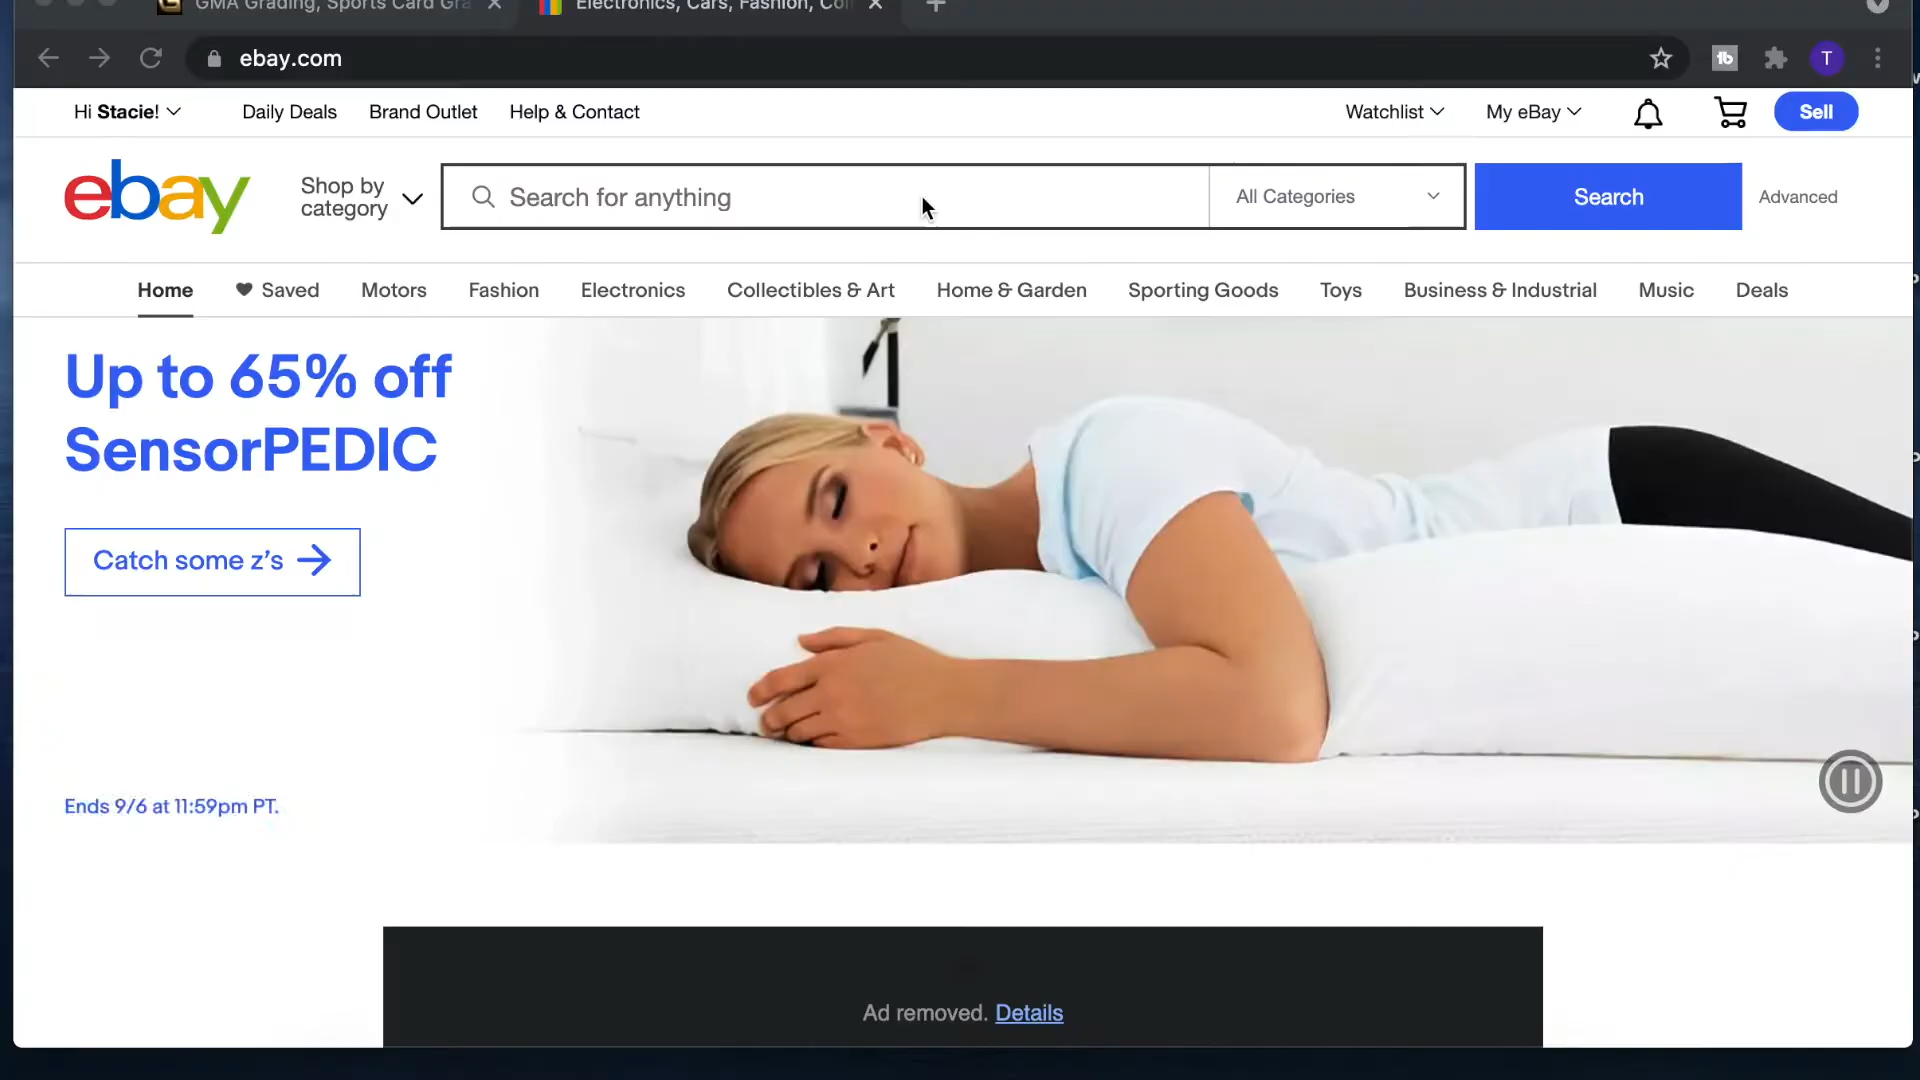 GMA Grading, Sports Card Gra
Electronics, Cars, Fashion, Col
ebay.com
T
Hi Stacie!
Daily Deals
Brand Outlet
Help & Contact
Watchlist
My eBay
Sell
ebay
Shop by
category
Search for anything
All Categories
Search
Advanced
Home
Saved
Motors
Fashion
Electronics
Collectibles & Art
Home & Garden
Sporting Goods
Toys
Business & Industrial
Music
Deals
Up to 65% off
SensorPEDIC
Catch some z's
Ends 9/6 at 11:59pm PT.
Ad removed. Details